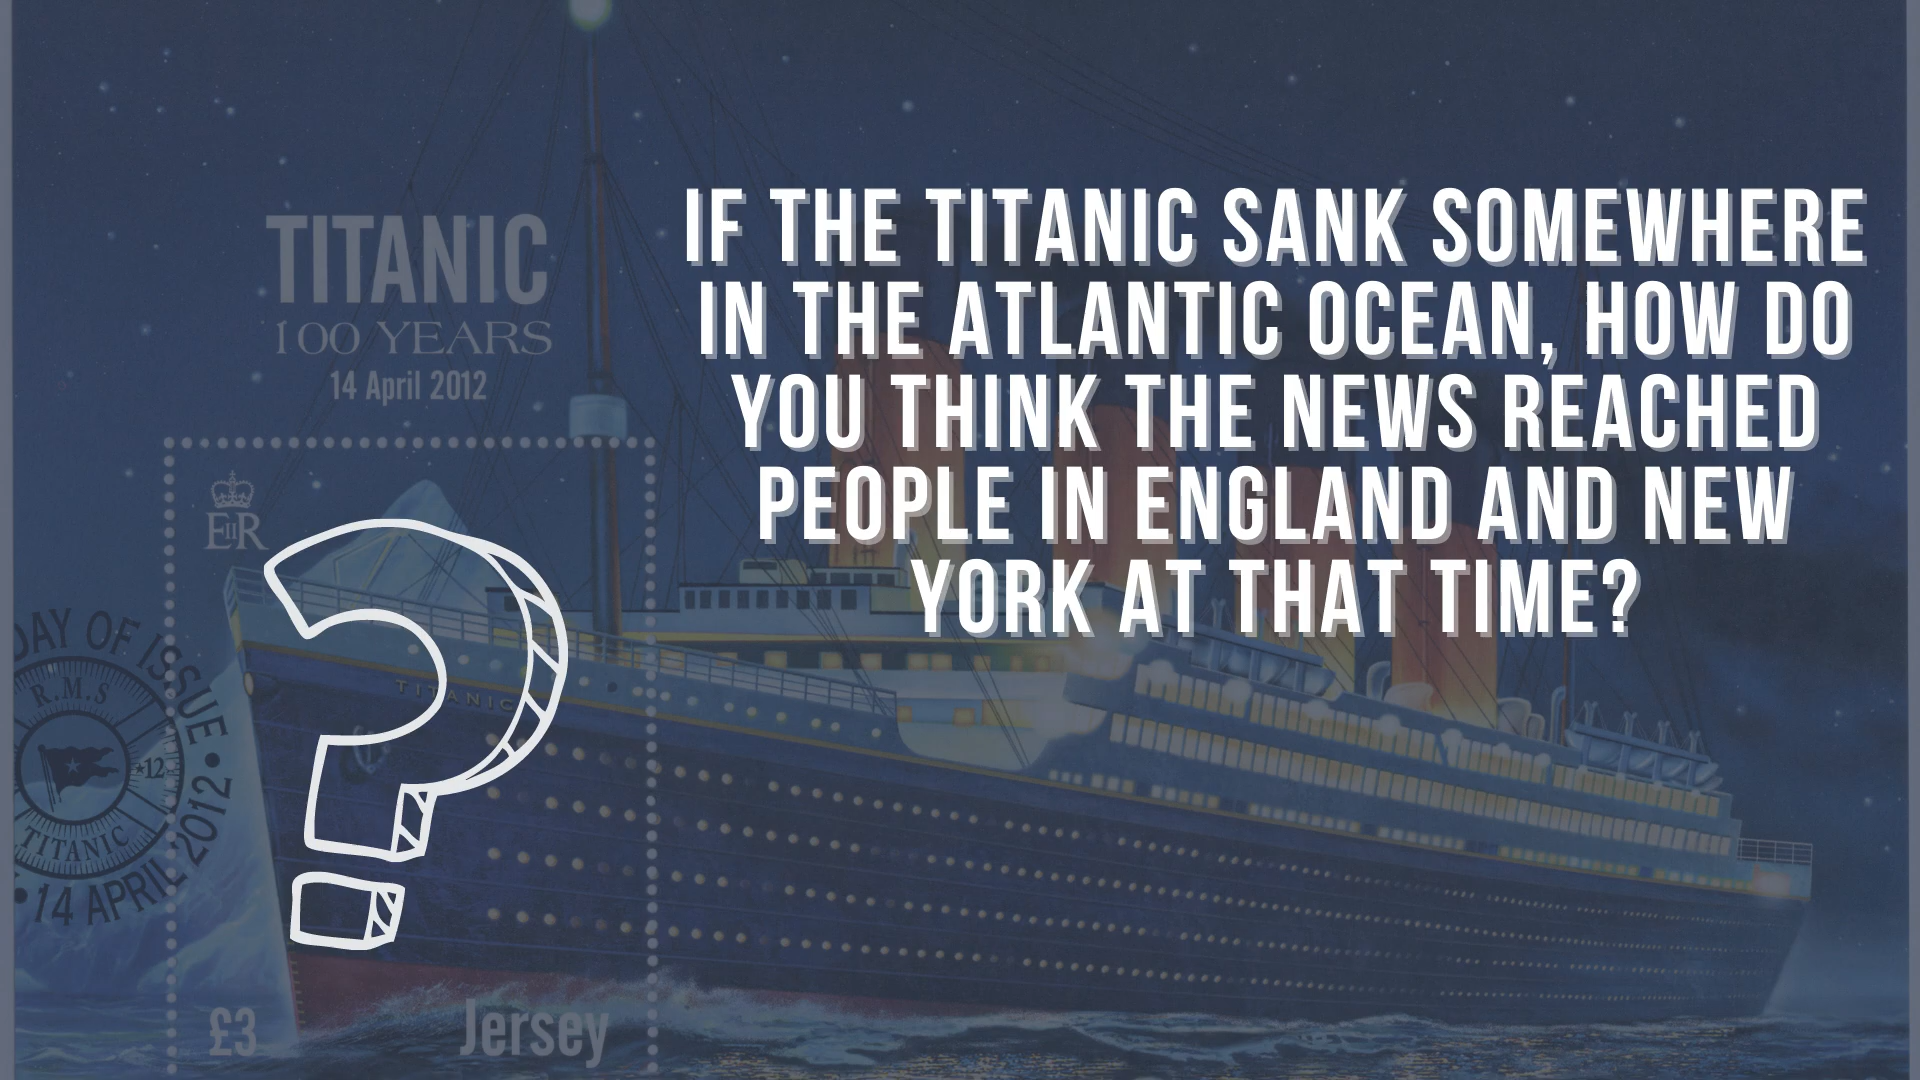 IF THE TITANIC SANK SOMEWHERE
IN THE ATLANTIC OCEAN, HOW DO
YOU THINK THE NEWS REACHED
PEOPLE IN ENGLAND AND NEW
YORK AT THAT TIME?
TITANIC
100 YEARS
14 April 2012
EIIR
TITANIC
DAY OF ISSUE
R.M.S
12
TITANIC
14 APRIL 2012
£3
Jersey